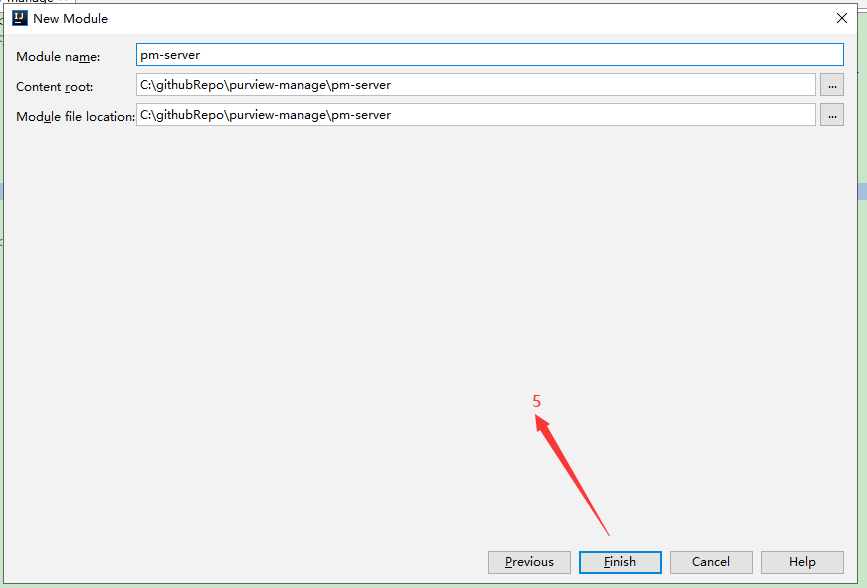 New Module
Module name: pm-server
Content root: C:\githubRepo\purview-manage\pm-server ...
Module file location: C:\githubRepo\purview-manage\pm-server ...
5
Previous Finish Cancel Help